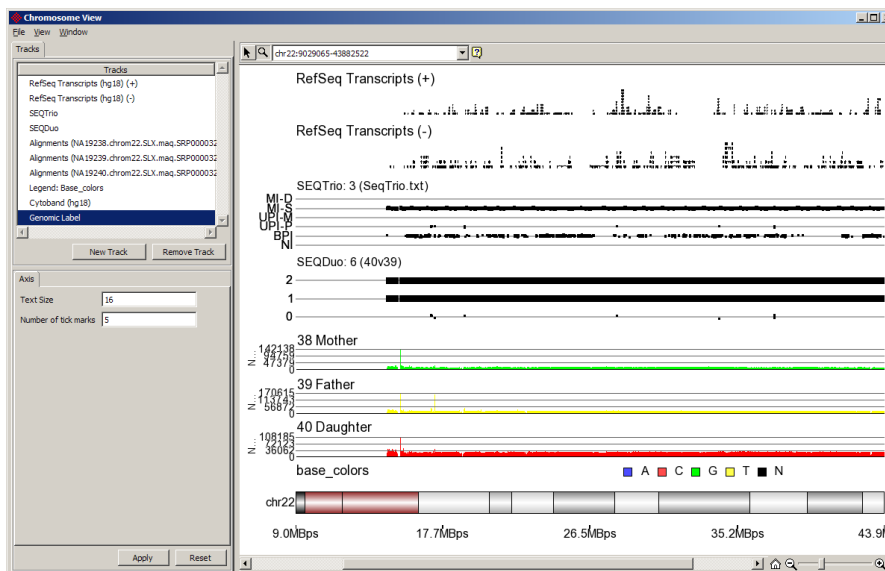 Chromosome View
File View Window
Tracks
Tracks
RefSeq Transcripts (hg18) (+)
RefSeq Transcripts (hg18) (-)
SEQTrio
SEQDuo
Alignments (NA19238.chrom22.SLX.maq.SRP000032
Alignments (NA19239.chrom22.SLX.maq.SRP000032
Alignments (NA19240.chrom22.SLX.maq.SRP000032
Legend: Base_colors
Cytoband (hg18)
Genomic Label
New Track Remove Track
Axis
Text Size 16
Number of tick marks 5
Apply Reset
chr22:9029065-43882522
RefSeq Transcripts (+)
RefSeq Transcripts (-)
SEQTrio: 3 (SeqTrio.txt)
MI-D
MI-S
UPI-M
UPI-P
BPI
NI
SEQDuo: 6 (40v39)
2
1
0
38 Mother
142138
94759
47379
0
N...
39 Father
170615
113743
56872
0
N...
40 Daughter
108185
72123
36062
0
N...
base_colors A C G T N
chr22
9.0MBps 17.7MBps 26.5MBps 35.2MBps 43.9M